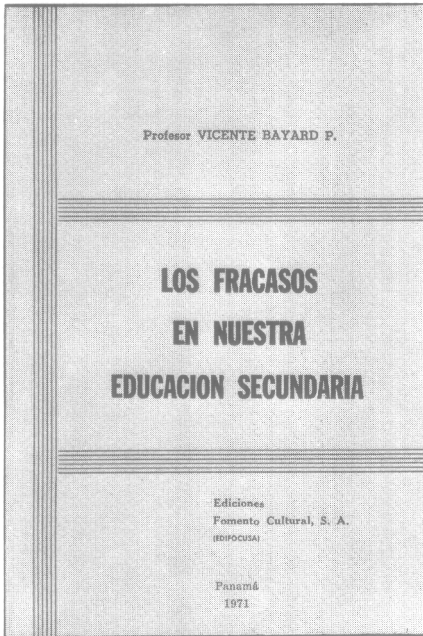 Profesor VICENTE BAYARD P.
LOS FRACASOS
EN NUESTRA
EDUCACION SECUNDARIA
Ediciones
Fomento Cultural, S. A.
(EDIFOCUSA)
Panamá
1971